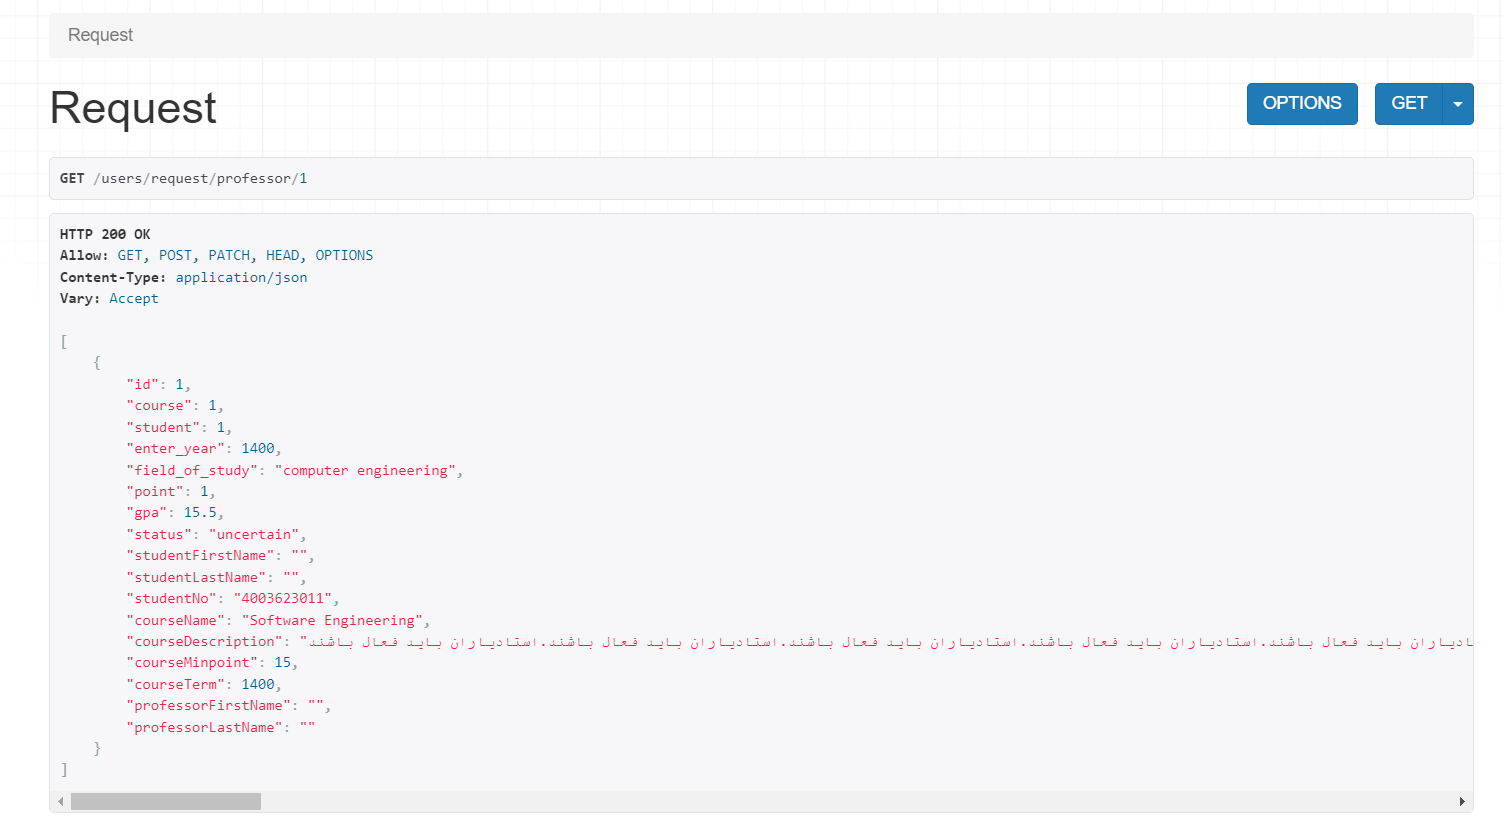 Request
Request
OPTIONS
GET
GET /users/request/professor/1
HTTP 200 OK
Allow: GET, POST, PATCH, HEAD, OPTIONS
Content-Type: application/json
Vary: Accept
[
{
"id": 1,
"course": 1,
"student": 1,
"enter_year": 1400,
"field_of_study": "computer engineering",
"point": 1,
"gpa": 15.5,
"status": "uncertain",
"studentFirstName": "",
"studentLastName": "",
"studentNo": "4003623011",
"courseName": "Software Engineering",
"courseDescription": "استادیاران باید فعال باشند.استادیاران باید فعال باشند.استادیاران باید فعال باشند.استادیاران باید فعال باشند.ادیاران باید فعال باشند
"courseMinpoint": 15,
"courseTerm": 1400,
"professorFirstName": "",
"professorLastName": ""
}
]